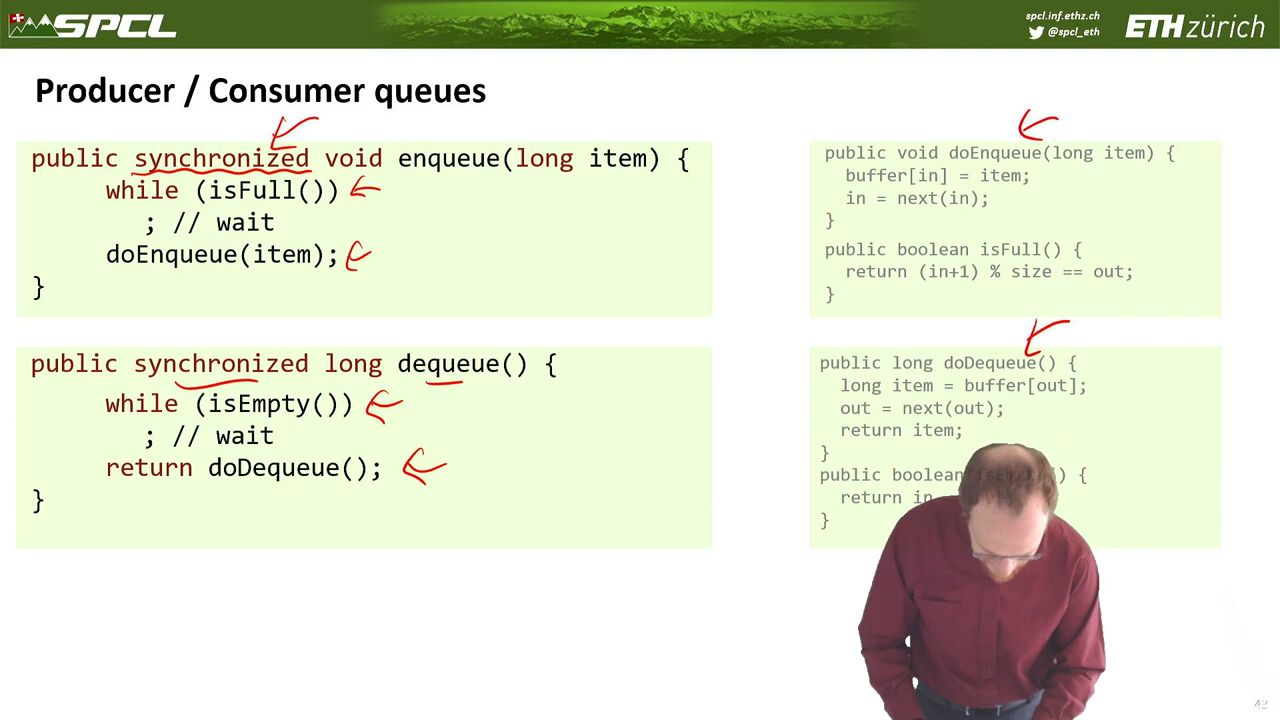 SPCL
spcl.inf.ethz.ch
@spcl_eth
ETH zürich
Producer / Consumer queues
public synchronized void enqueue(long item) {
while (isFull())
; // wait
doEnqueue(item);
}
public void doEnqueue(long item) {
buffer[in] = item;
in = next(in);
}
public boolean isFull() {
return (in+1) % size == out;
}
public synchronized long dequeue() {
while (isEmpty())
; // wait
return doDequeue();
}
public long doDequeue() {
long item = buffer[out];
out = next(out);
return item;
}
public boolean isEmpty() {
return in
}